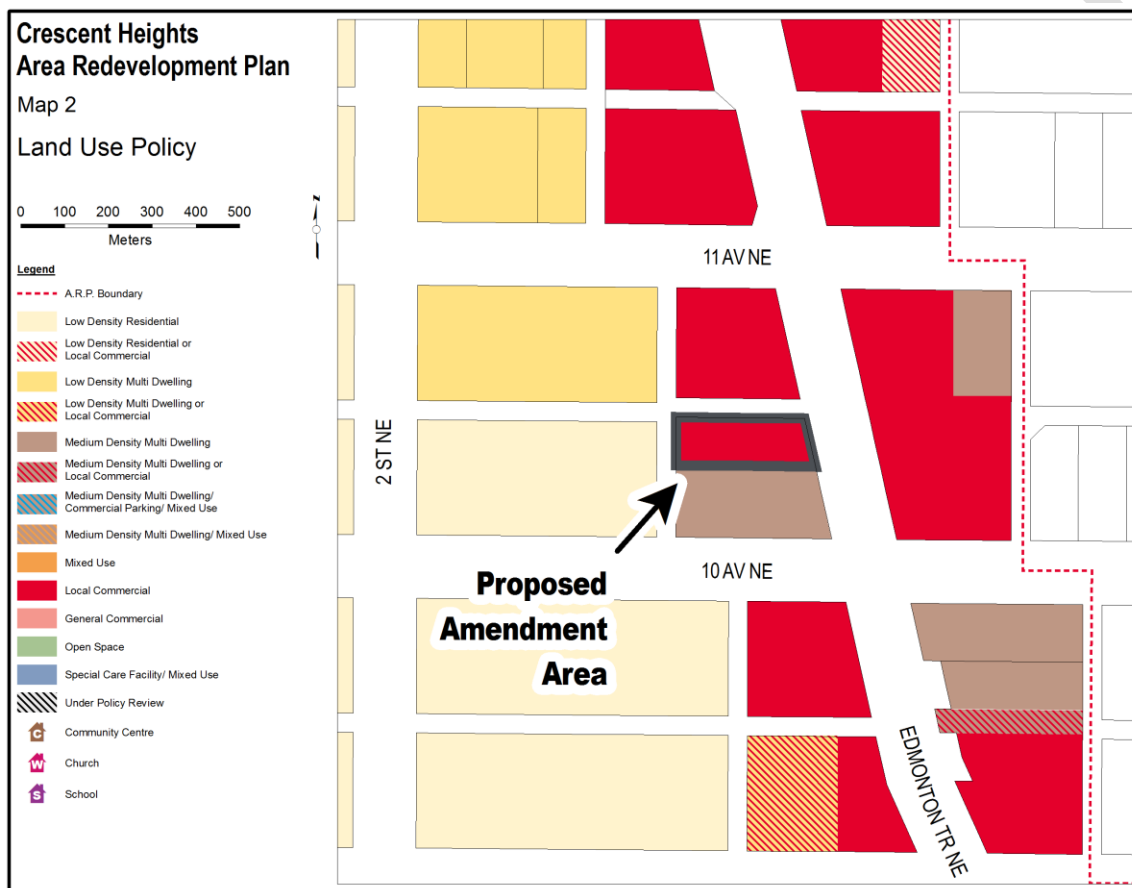 Crescent Heights
Area Redevelopment Plan
Map 2
Land Use Policy
0 100 200 300 400 500
Meters
N
Legend
A.R.P. Boundary
Low Density Residential
Low Density Residential or
Local Commercial
Low Density Multi Dwelling
Low Density Multi Dwelling or
Local Commercial
Medium Density Multi Dwelling
Medium Density Multi Dwelling or
Local Commercial
Medium Density Multi Dwelling/
Commercial Parking/ Mixed Use
Medium Density Multi Dwelling/ Mixed Use
Mixed Use
Local Commercial
General Commercial
Open Space
Special Care Facility/ Mixed Use
Under Policy Review
C Community Centre
W Church
S School
11 AV NE
2 ST NE
10 AV NE
Proposed
Amendment
Area
EDMONTON TR NE